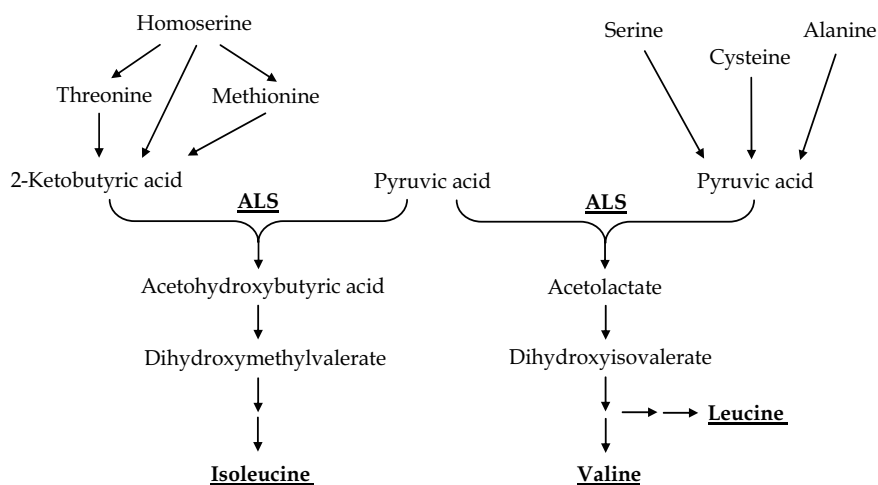 Homoserine
Serine
Alanine
Cysteine
Threonine
Methionine
2-Ketobutyric acid
Pyruvic acid
Pyruvic acid
ALS
ALS
Acetohydroxybutyric acid
Acetolactate
Dihydroxymethylvalerate
Dihydroxyisovalerate
Leucine
Isoleucine
Valine